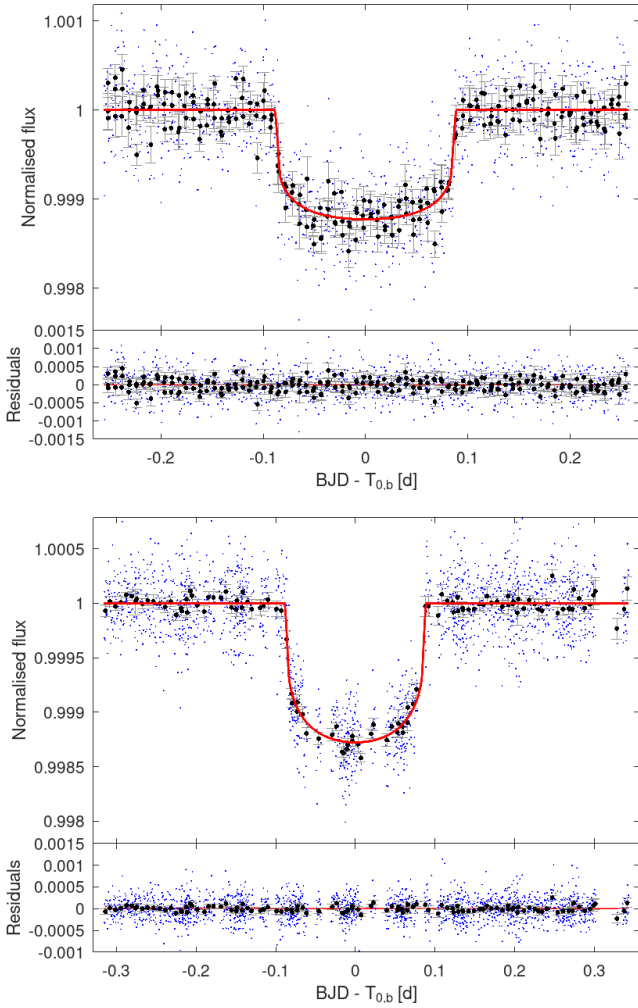 1.001
1
0.999
0.998
Normalised flux
0.0015
0.001
0.0005
0
-0.0005
-0.001
-0.0015
Residuals
-0.2 -0.1 0 0.1 0.2
BJD - T0,b [d]
1.0005
1
0.9995
0.999
0.9985
0.998
Normalised flux
0.0015
0.001
0.0005
0
-0.0005
-0.001
Residuals
-0.3 -0.2 -0.1 0 0.1 0.2 0.3
BJD - T0,b [d]